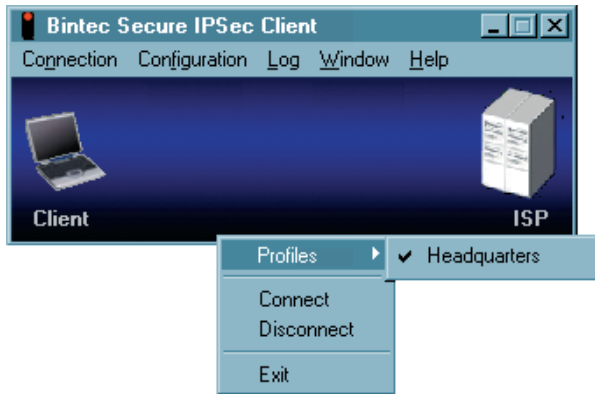 Bintec Secure IPSec Client
Connection Configuration Log Window Help
Client ISP
Profiles Headquarters
Connect
Disconnect
Exit